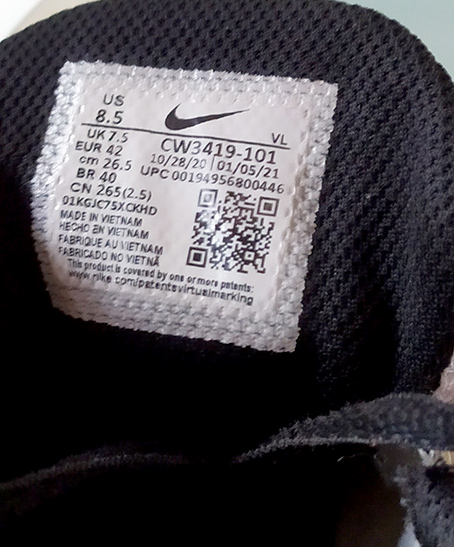 US
8.5
UK 7.5
EUR 42
cm 26.5
BR 40
CN 265(2.5)
01KGJC75XCKHD
MADE IN VIETNAM
HECHO EN VIETNAM
FABRIQUE AU VIETNAM
FABRICADO NO VIETNÃ
VL
CW3419-101
10/28/20 01/05/21
UPC 00194956800446
This product is covered by one or more patents:
www.nike.com/patentsvirtualmarking